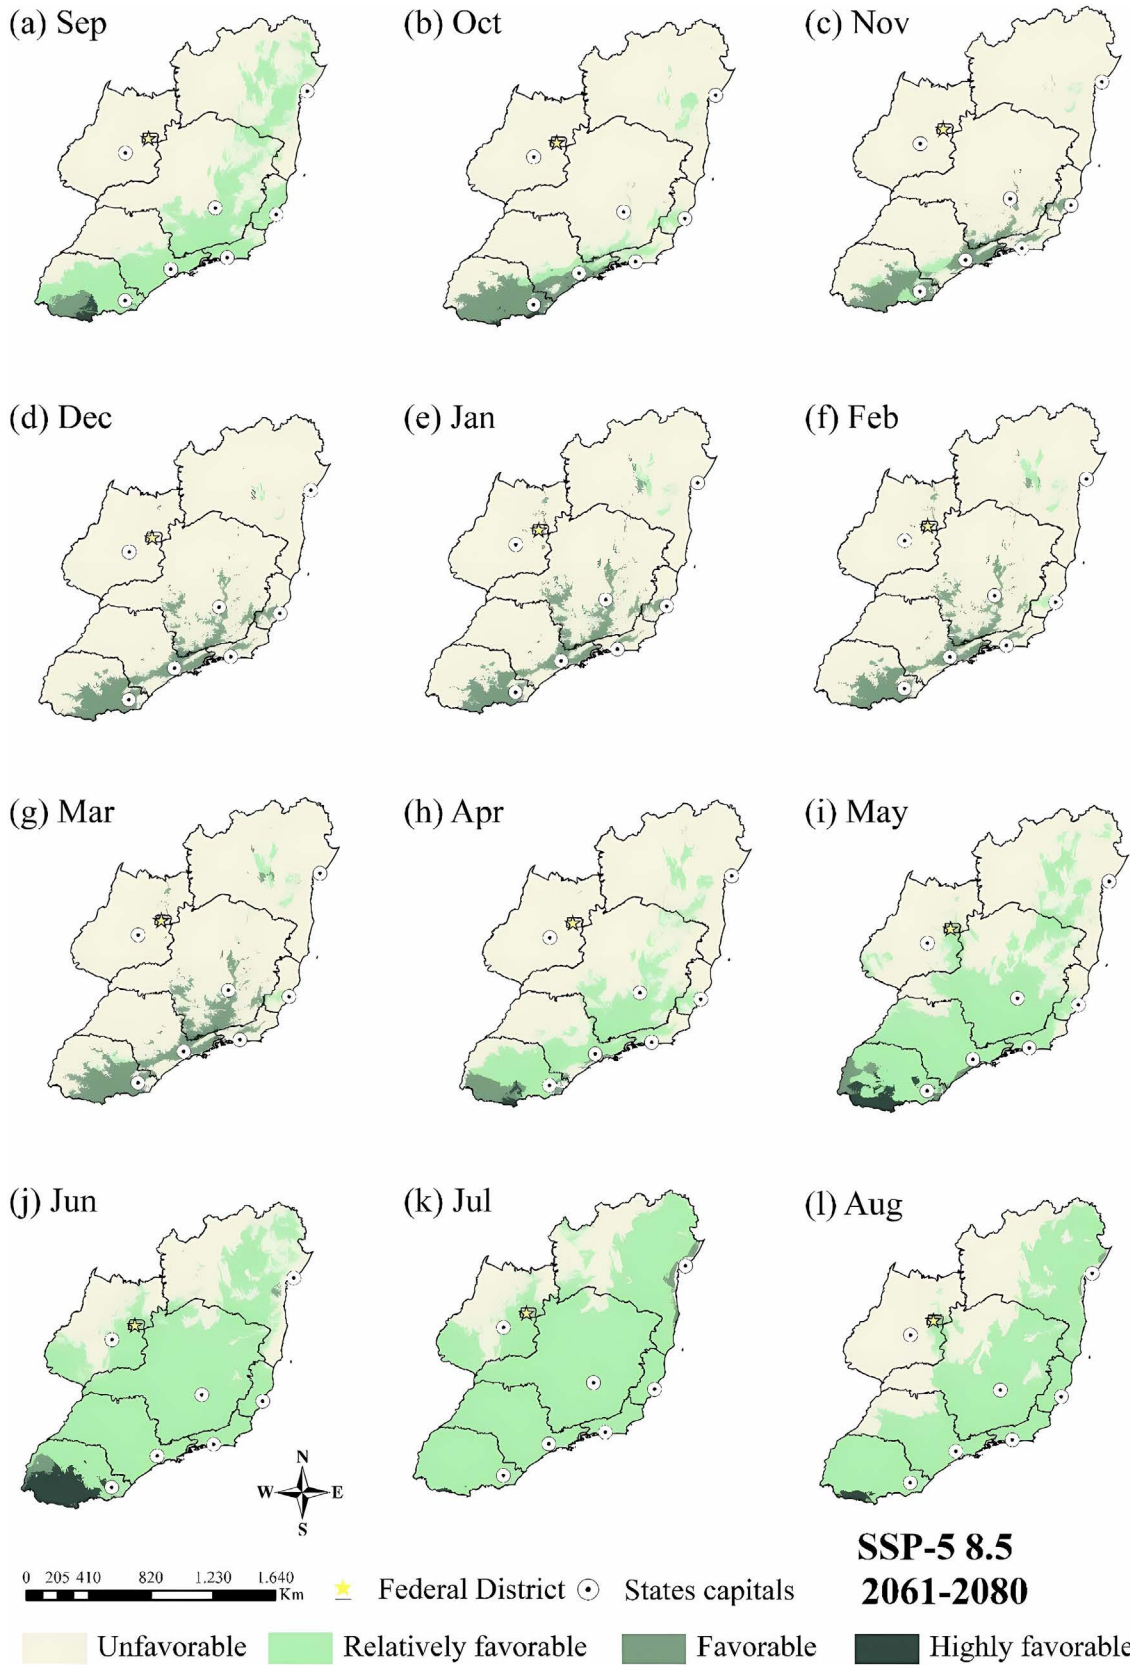 (a) Sep
(b) Oct
(c) Nov
(d) Dec
(e) Jan
(f) Feb
(g) Mar
(h) Apr
(i) May
(j) Jun
(k) Jul
(l) Aug
N
W E
S
SSP-5 8.5
2061-2080
0 205 410 820 1.230 1.640
Km
Federal District
States capitals
Unfavorable
Relatively favorable
Favorable
Highly favorable